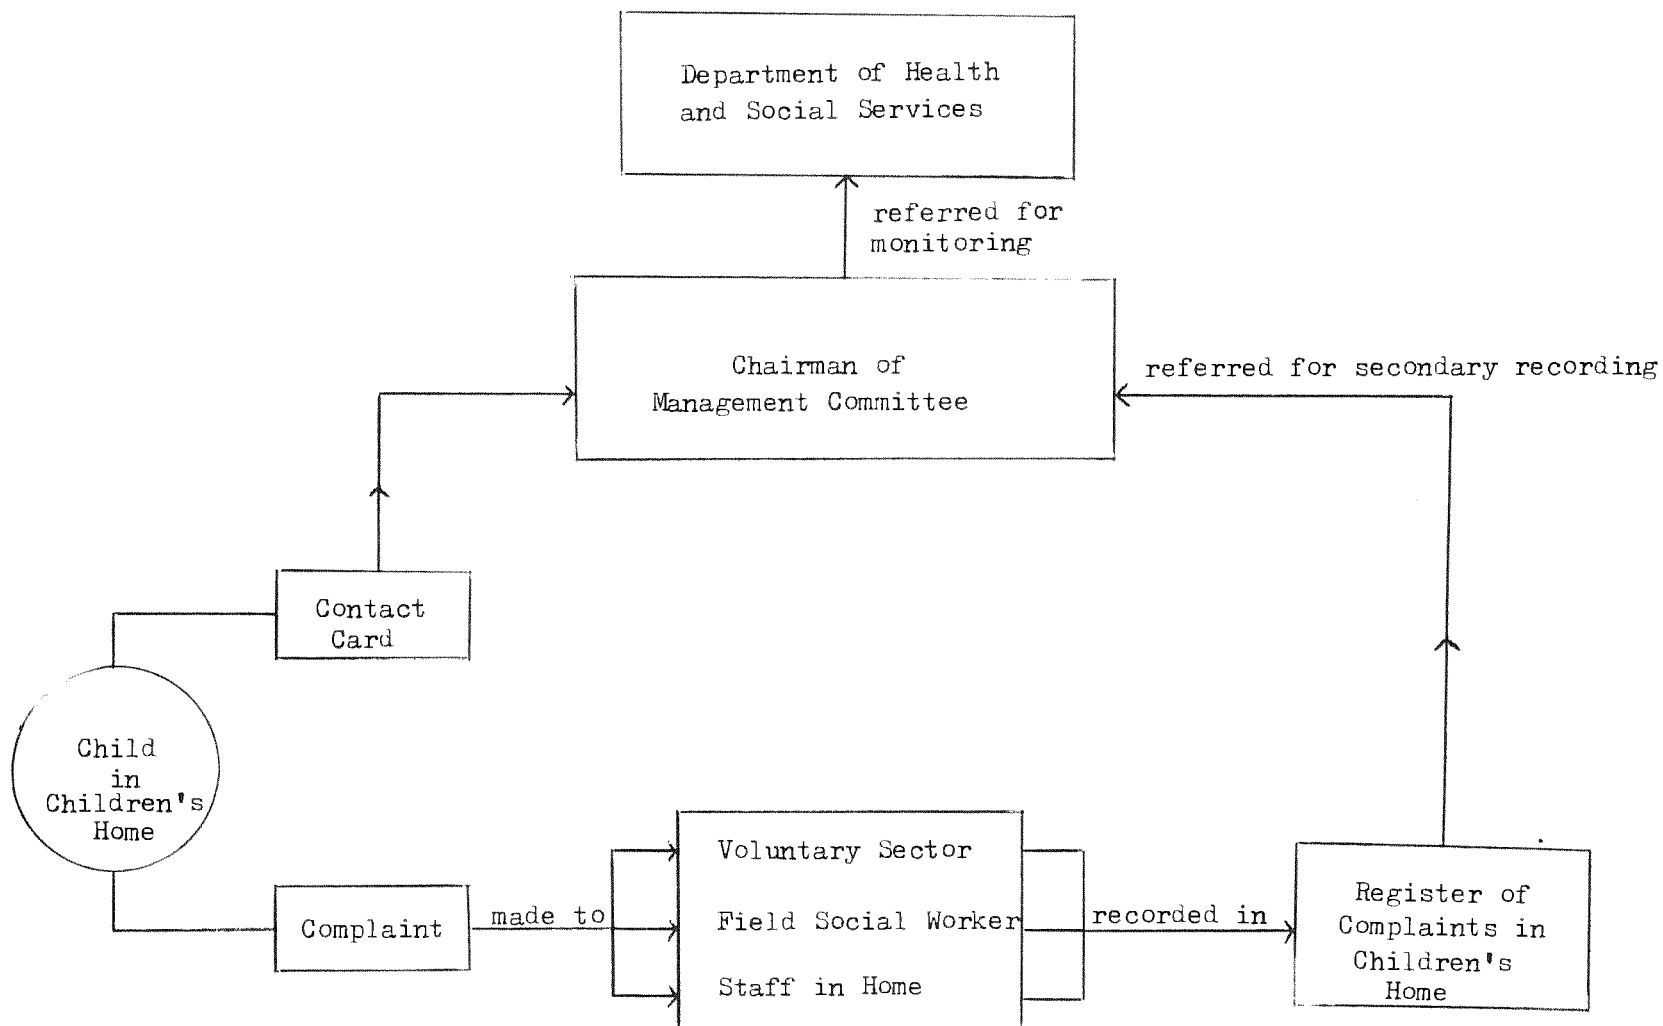 Department of Health
and Social Services
referred for
monitoring
Chairman of
Management Committee
referred for secondary recording
Contact
Card
Child
in
Children's
Home
Complaint
made to
Voluntary Sector
Field Social Worker
Staff in Home
recorded in
Register of
Complaints in
Children's
Home